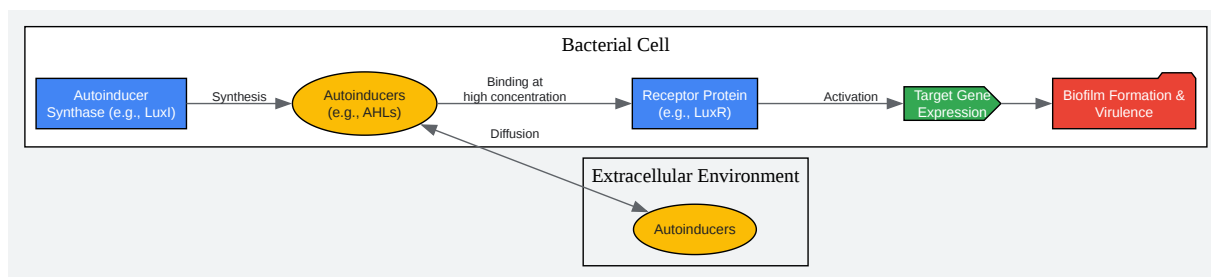 Bacterial Cell
Autoinducer
Synthase (e.g., LuxI)
Synthesis
Autoinducers
(e.g., AHLs)
Binding at
high concentration
Receptor Protein
(e.g., LuxR)
Activation
Target Gene
Expression
Biofilm Formation &
Virulence
Diffusion
Extracellular Environment
Autoinducers